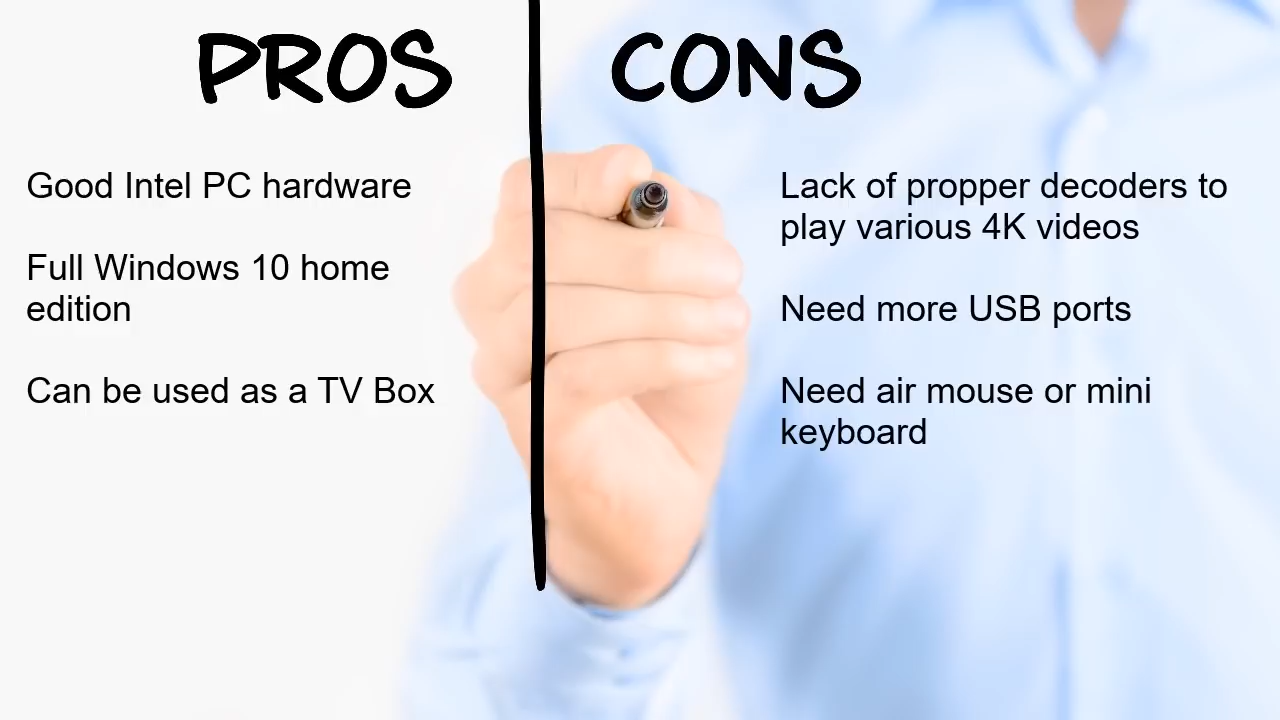 PROS
Good Intel PC hardware
Full Windows 10 home
edition
Can be used as a TV Box
CONS
Lack of propper decoders to
play various 4K videos
Need more USB ports
Need air mouse or mini
keyboard